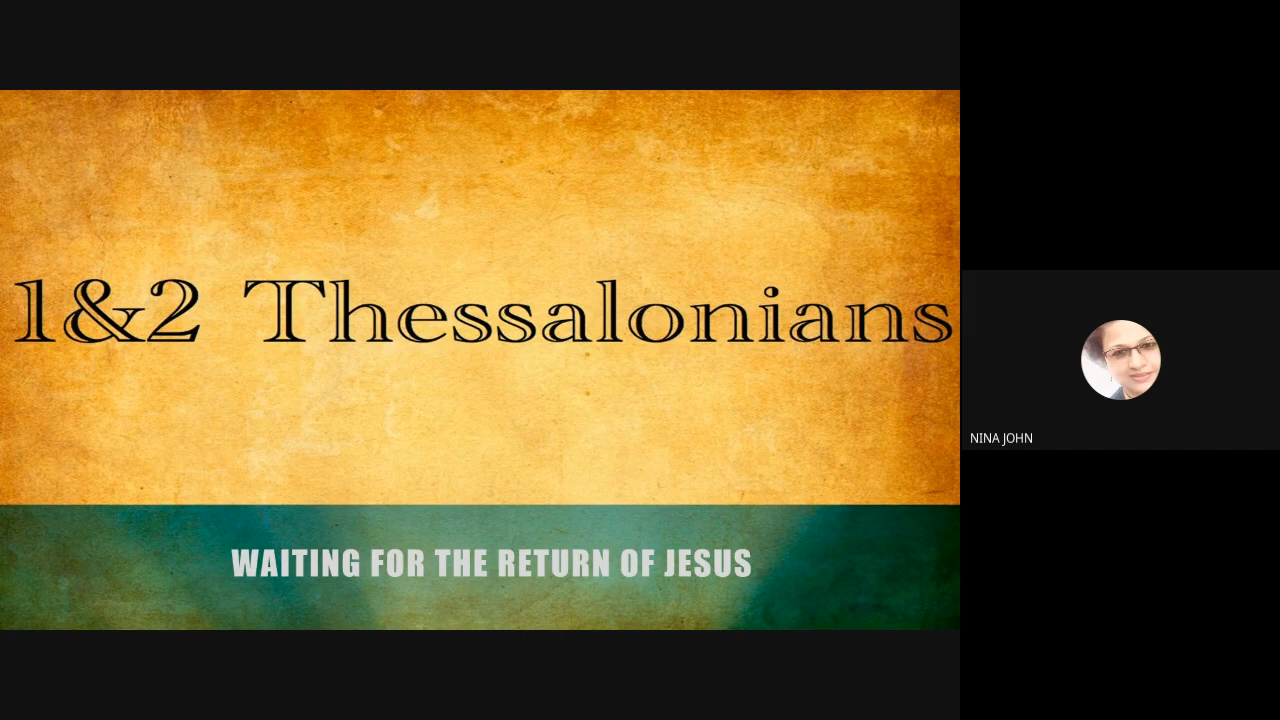 1&2 Thessalonians
WAITING FOR THE RETURN OF JESUS
NINA JOHN